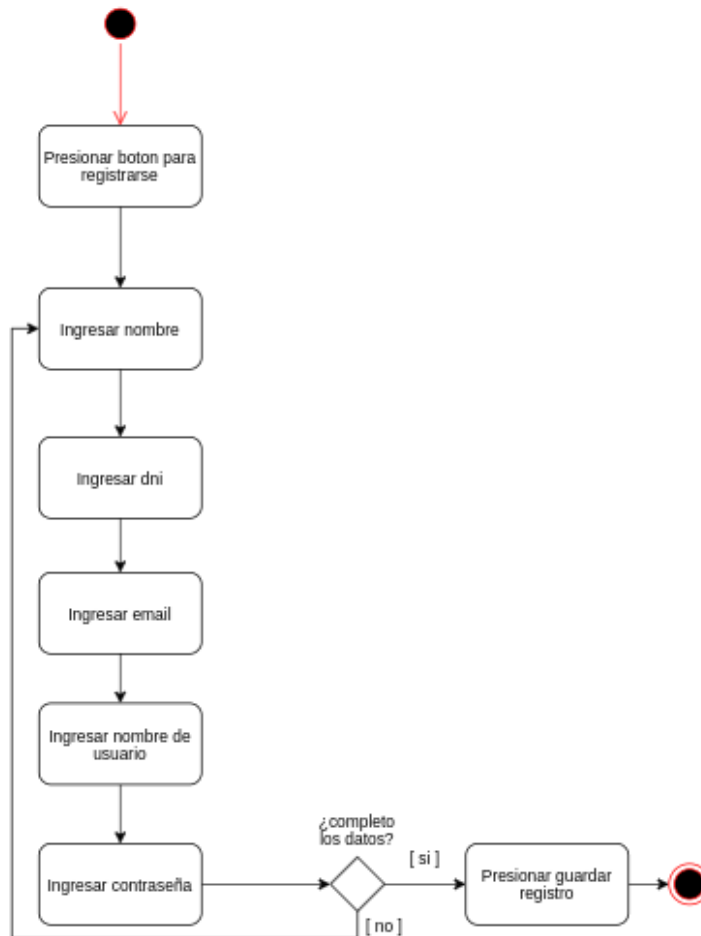 Presionar boton para
registrarse
Ingresar nombre
Ingresar dni
Ingresar email
Ingresar nombre de
usuario
Ingresar contraseña
¿completo
los datos?
[ si ]
[ no ]
Presionar guardar
registro